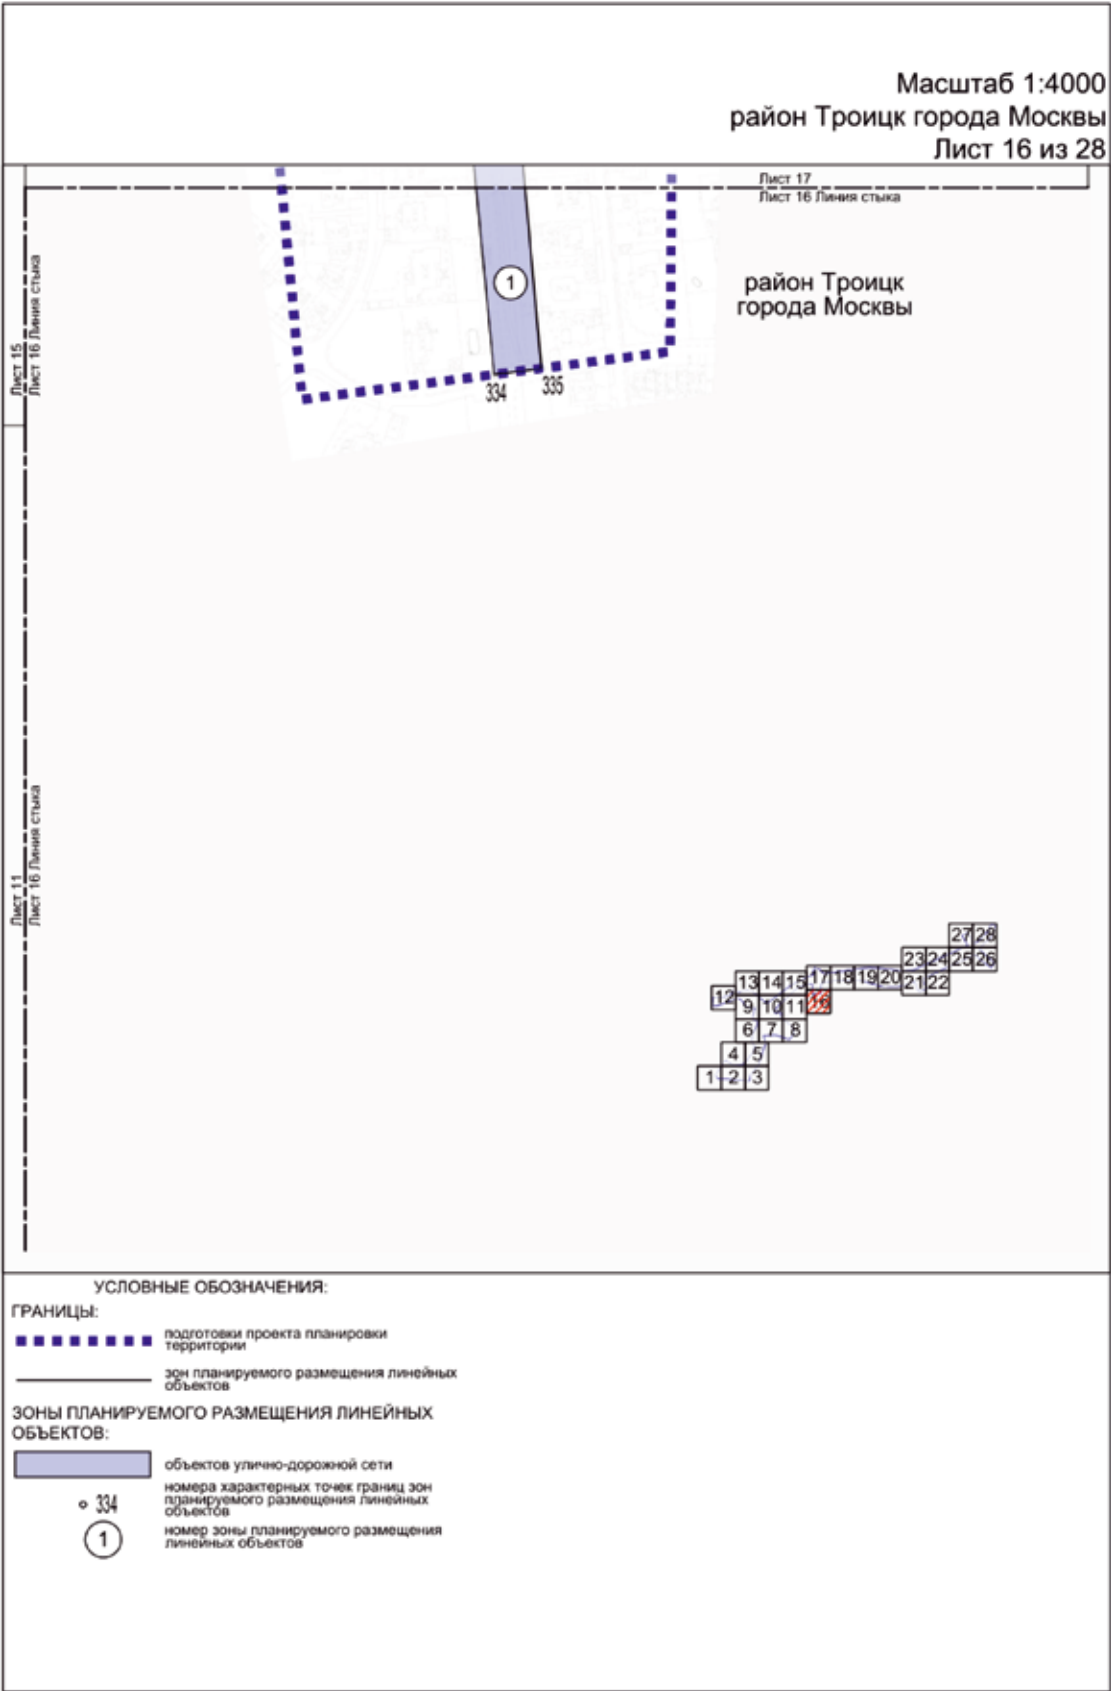 Масштаб 1:4000
район Троицк города Москвы
Лист 16 из 28
Лист 17
Лист 16 Линия стыка
Лист 15
Лист 16 Линия стыка
1
район Троицк
города Москвы
334
335
Лист 11
Лист 16 Линия стыка
27 28
23 24 25 26
13 14 15 17 18 19 20 21 22
12 9 10 11 16
6 7 8
4 5
1 2 3
УСЛОВНЫЕ ОБОЗНАЧЕНИЯ:
ГРАНИЦЫ:
подготовки проекта планировки
территории
зон планируемого размещения линейных
объектов
ЗОНЫ ПЛАНИРУЕМОГО РАЗМЕЩЕНИЯ ЛИНЕЙНЫХ
ОБЪЕКТОВ:
объектов улично-дорожной сети
334
номера характерных точек границ зон
планируемого размещения линейных
объектов
1
номер зоны планируемого размещения
линейных объектов